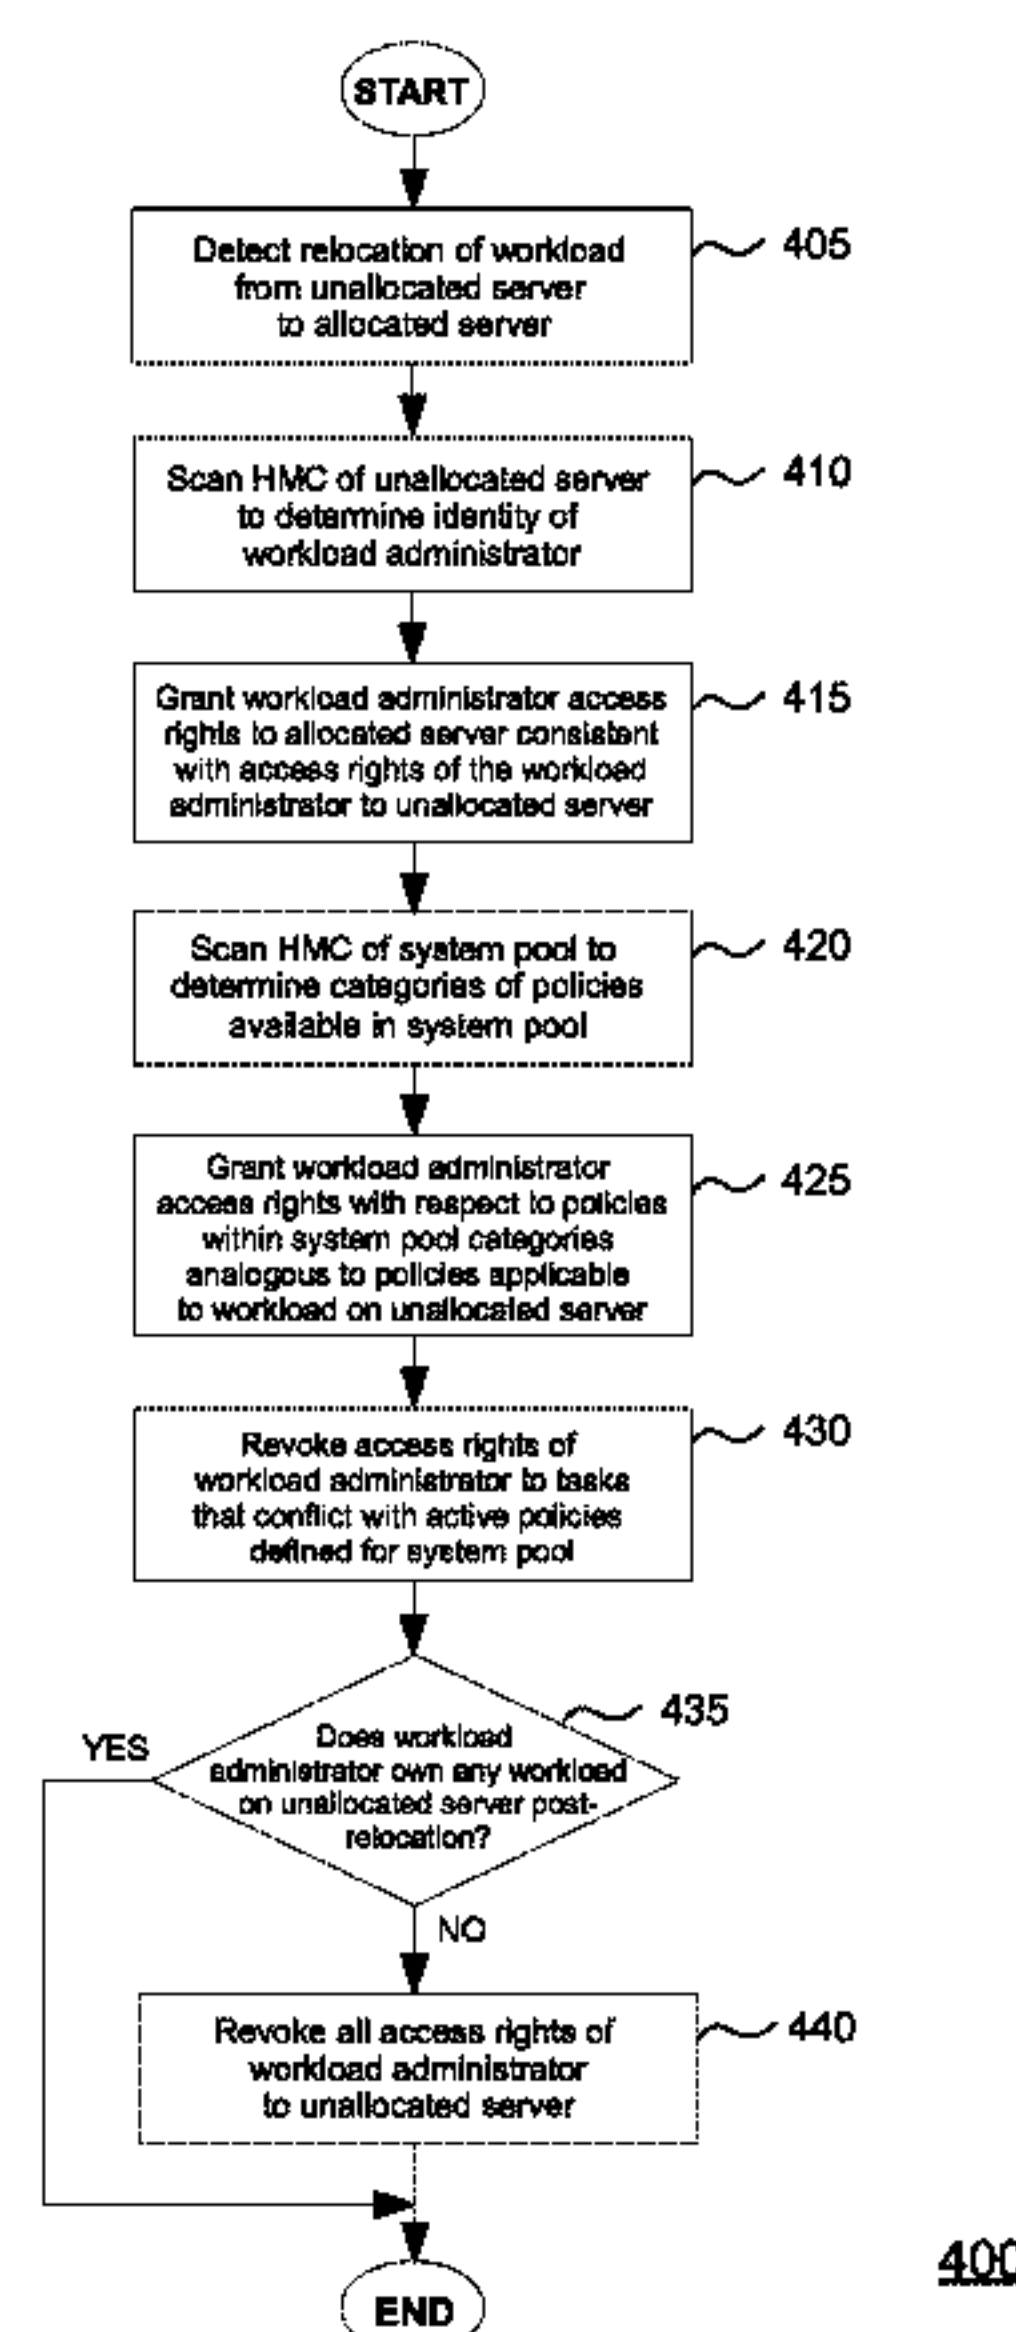 START
Detect relocation of workload
from unallocated server
to allocated server
405
Scan HMC of unallocated server
to determine identity of
workload administrator
410
Grant workload administrator access
rights to allocated server consistent
with access rights of the workload
administrator to unallocated server
415
Scan HMC of system pool to
determine categories of policies
available in system pool
420
Grant workload administrator
access rights with respect to policies
within system pool categories
analogous to policies applicable
to workload on unallocated server
425
Revoke access rights of
workload administrator to tasks
that conflict with active policies
defined for system pool
430
Does workload
administrator own any workload
on unallocated server post-
relocation?
435
YES
NO
Revoke all access rights of
workload administrator
to unallocated server
440
END
400